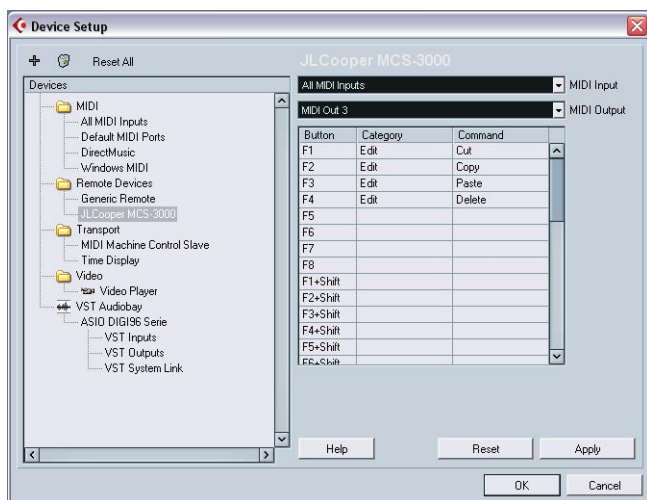 Device Setup
Reset All
JLCooper MCS-3000
Devices
MIDI
All MIDI Inputs
Default MIDI Ports
DirectMusic
Windows MIDI
Remote Devices
Generic Remote
JLCooper MCS-3000
Transport
MIDI Machine Control Slave
Time Display
Video
Video Player
VST Audiobay
ASIO DIGI96 Serie
VST Inputs
VST Outputs
VST System Link
All MIDI Inputs MIDI Input
MIDI Out 3 MIDI Output
Button Category Command
F1 Edit Cut
F2 Edit Copy
F3 Edit Paste
F4 Edit Delete
F5
F6
F7
F8
F1+Shift
F2+Shift
F3+Shift
F4+Shift
F5+Shift
F6+Shift
Help Reset Apply
OK Cancel